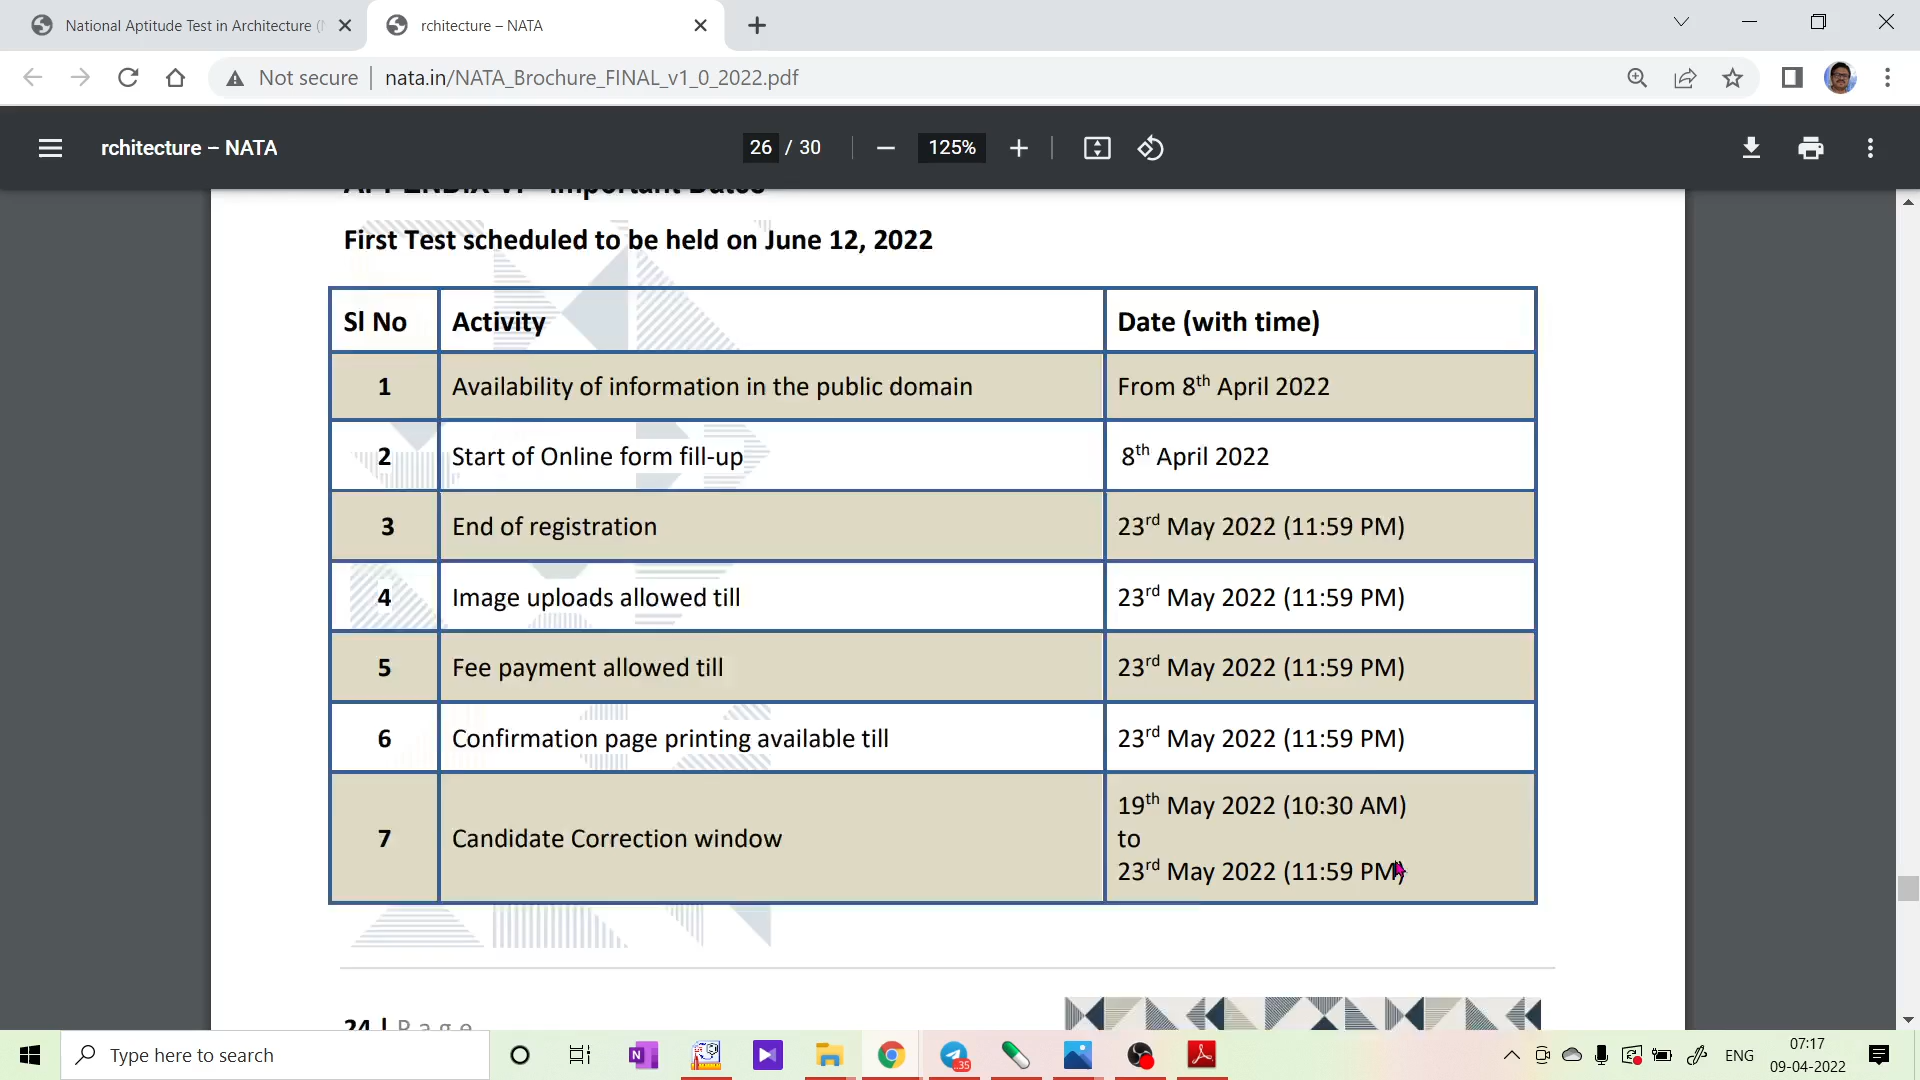 National Aptitude Test in Architecture (
rchitecture – NATA
Not secure
nata.in/NATA_Brochure_FINAL_v1_0_2022.pdf
rchitecture – NATA
26 / 30
125%
First Test scheduled to be held on June 12, 2022
Sl No Activity Date (with time)
1 Availability of information in the public domain From 8th April 2022
2 Start of Online form fill-up 8th April 2022
3 End of registration 23rd May 2022 (11:59 PM)
4 Image uploads allowed till 23rd May 2022 (11:59 PM)
5 Fee payment allowed till 23rd May 2022 (11:59 PM)
6 Confirmation page printing available till 23rd May 2022 (11:59 PM)
7 Candidate Correction window 19th May 2022 (10:30 AM)
to
23rd May 2022 (11:59 PM)
24 | Page
Type here to search
35
ENG
07:17
09-04-2022